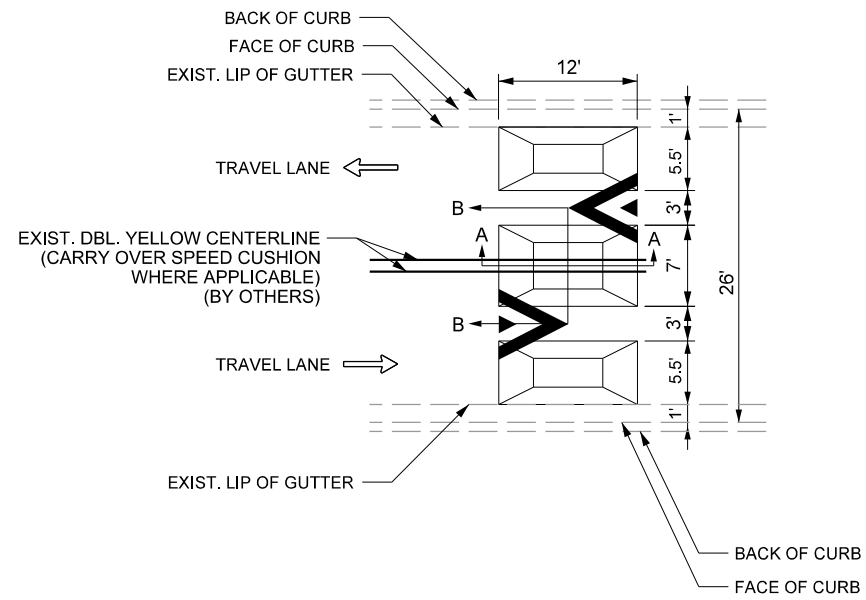 BACK OF CURB
FACE OF CURB
EXIST. LIP OF GUTTER
12'
1'
TRAVEL LANE
5.5'
B
3'
EXIST. DBL. YELLOW CENTERLINE
(CARRY OVER SPEED CUSHION
WHERE APPLICABLE)
(BY OTHERS)
A
A
7'
26'
B
3'
TRAVEL LANE
5.5'
1'
EXIST. LIP OF GUTTER
BACK OF CURB
FACE OF CURB